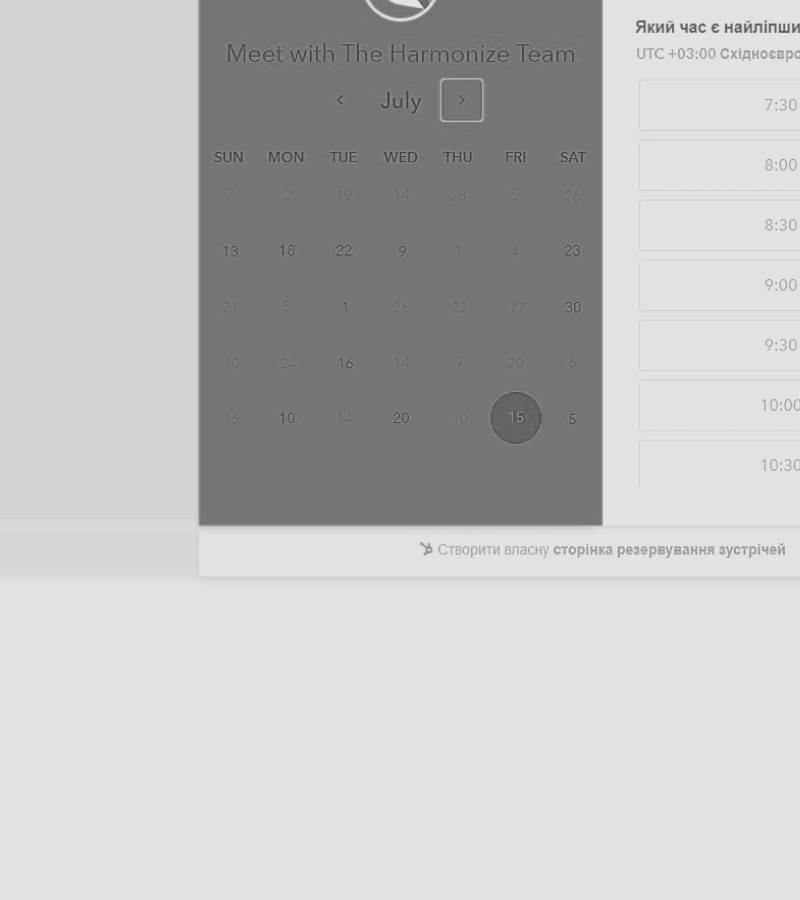 Meet with The Harmonize Team
July
SUN MON TUE WED THU FRI SAT
7 2 19 14 28 5 26
13 18 22 9 1 4 23
21 5 1 26 22 17 30
10 24 16 14 9 20 6
16 10 14 20 10 15 5
Який час є
UTC +03:00
7:30
8:00
8:30
9:00
9:30
10:00
10:30
Створити власну сторінка резервування зустрічей